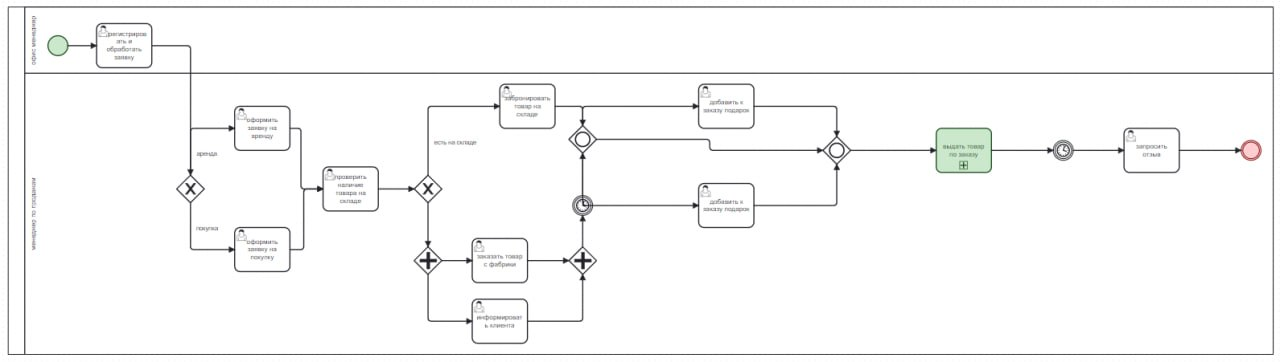 офис менеджер
зарегистрировать и
обработать
заявку
менеджер по продажам
аренда
покупка
оформить
заявку на
аренду
оформить
заявку на
покупку
проверить
наличие
товара на
складе
есть на складе
забронировать
товар на
складе
заказать товар
с фабрики
информироват
ь клиента
добавить к
заказу подарок
добавить к
заказу подарок
выдать товар
по заказу
запросить
отзыв